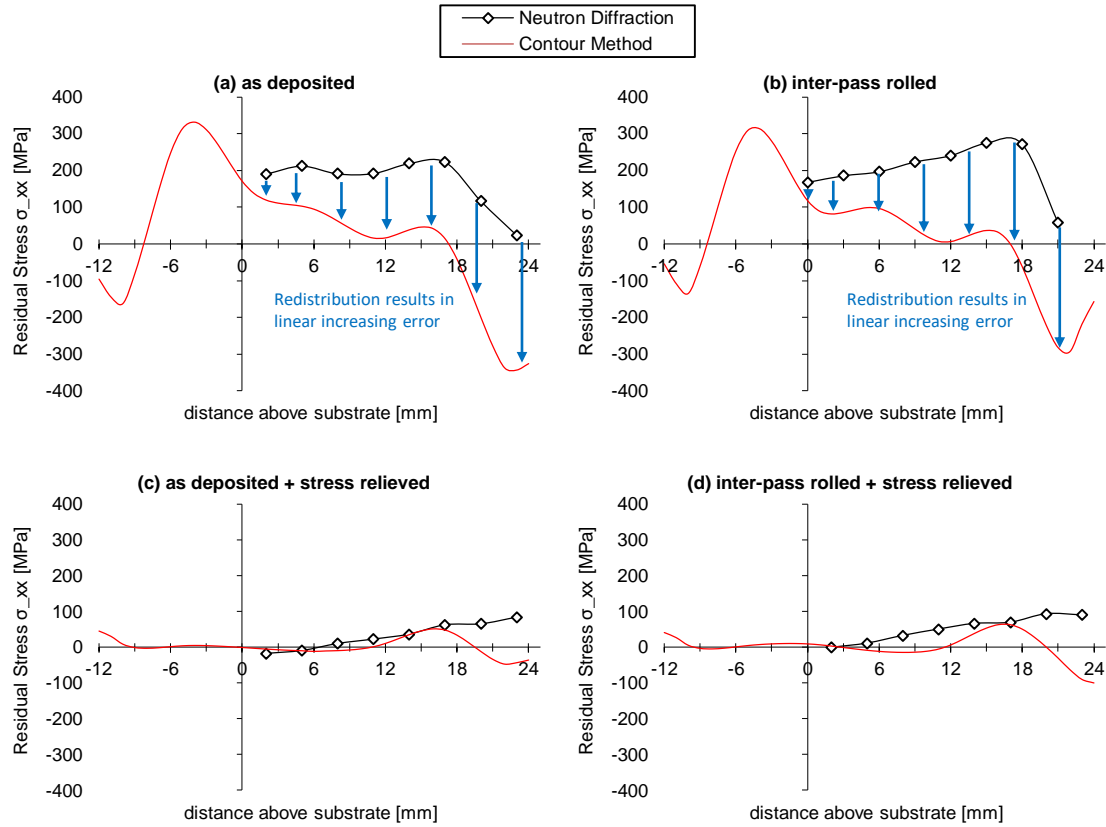 Neutron Diffraction
Contour Method
(a) as deposited
400
300
200
100
0
-100
-200
-300
-400
-12 -6 0 6 12 18 24
Residual Stress σ_xx [MPa]
distance above substrate [mm]
Redistribution results in
linear increasing error
(b) inter-pass rolled
400
300
200
100
0
-100
-200
-300
-400
-12 -6 0 6 12 18 24
Residual Stress σ_xx [MPa]
distance above substrate [mm]
Redistribution results in
linear increasing error
(c) as deposited + stress relieved
400
300
200
100
0
-100
-200
-300
-400
-12 -6 0 6 12 18 24
Residual Stress σ_xx [MPa]
distance above substrate [mm]
(d) inter-pass rolled + stress relieved
400
300
200
100
0
-100
-200
-300
-400
-12 -6 0 6 12 18 24
Residual Stress σ_xx [MPa]
distance above substrate [mm]